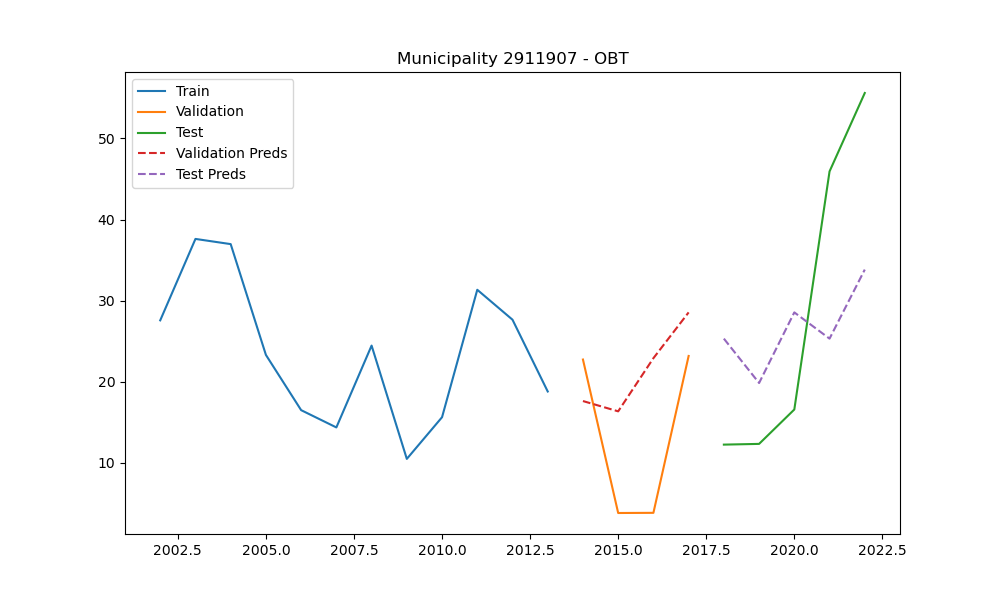 Municipality 2911907 - OBT
Train
Validation
Test
Validation Preds
Test Preds
50
40
30
20
10
2002.5 2005.0 2007.5 2010.0 2012.5 2015.0 2017.5 2020.0 2022.5